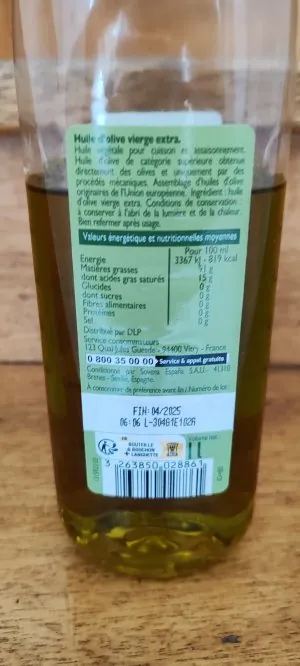 Huile d'olive vierge extra.
Huile végétale pour cuisson et assaisonnement.
Huile d'olive de catégorie supérieure obtenue
directement des olives et uniquement par des
procédés mécaniques. Assemblage d'huiles d'olive
originaires de l'Union européenne. Ingrédient : huile
d'olive vierge extra. Conditions de conservation :
à conserver à l'abri de la lumière et de la chaleur.
Bien refermer après usage.
Valeurs énergétique et nutritionnelles moyennes
Pour 100 ml
Energie 3367 kJ - 819 kcal
Matières grasses 91 g
dont acides gras saturés 15 g
Glucides 0 g
dont sucres 0 g
Fibres alimentaires 0 g
Protéines 0 g
Sel 0 g
Distribué par DLP
Service consommateurs
123 Quai Jules Guesde - 94400 Vitry - France
0 800 35 00 00 Service & appel gratuits
Conditionné par Sovena España S.A.U- 41310
Brenes - Sevilla, Espagne.
A consommer de préférence avant fin / Numéro de lot :
FIN: 04/2025
06:06 L-30461E102A
FR
BOUTEILLE
& BOUCHON
+ LANGUETTE
Volume net
1L
3 263850 028861